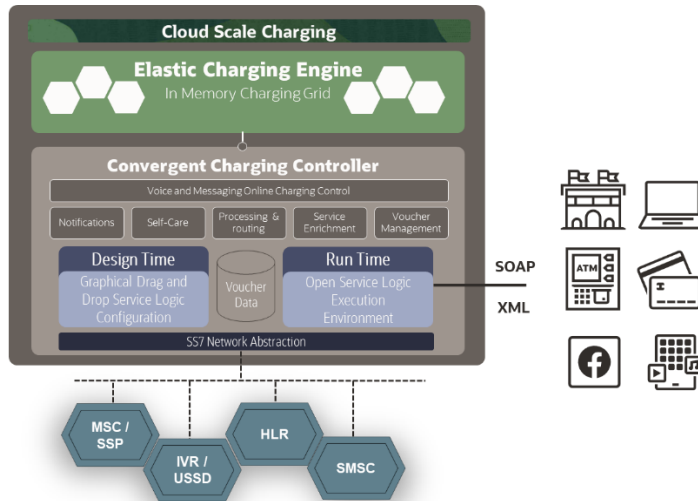 Cloud Scale Charging
Elastic Charging Engine
In Memory Charging Grid
Convergent Charging Controller
Voice and Messaging Online Charging Control
Notifications
Self-Care
Processing &
routing
Service
Enrichment
Voucher
Management
Design Time
Graphical Drag and
Drop Service Logic
Configuration
Voucher
Data
Run Time
Open Service Logic
Execution
Environment
SS7 Network Abstraction
SOAP
XML
ATM
MSC /
SSP
IVR /
USSD
HLR
SMSC